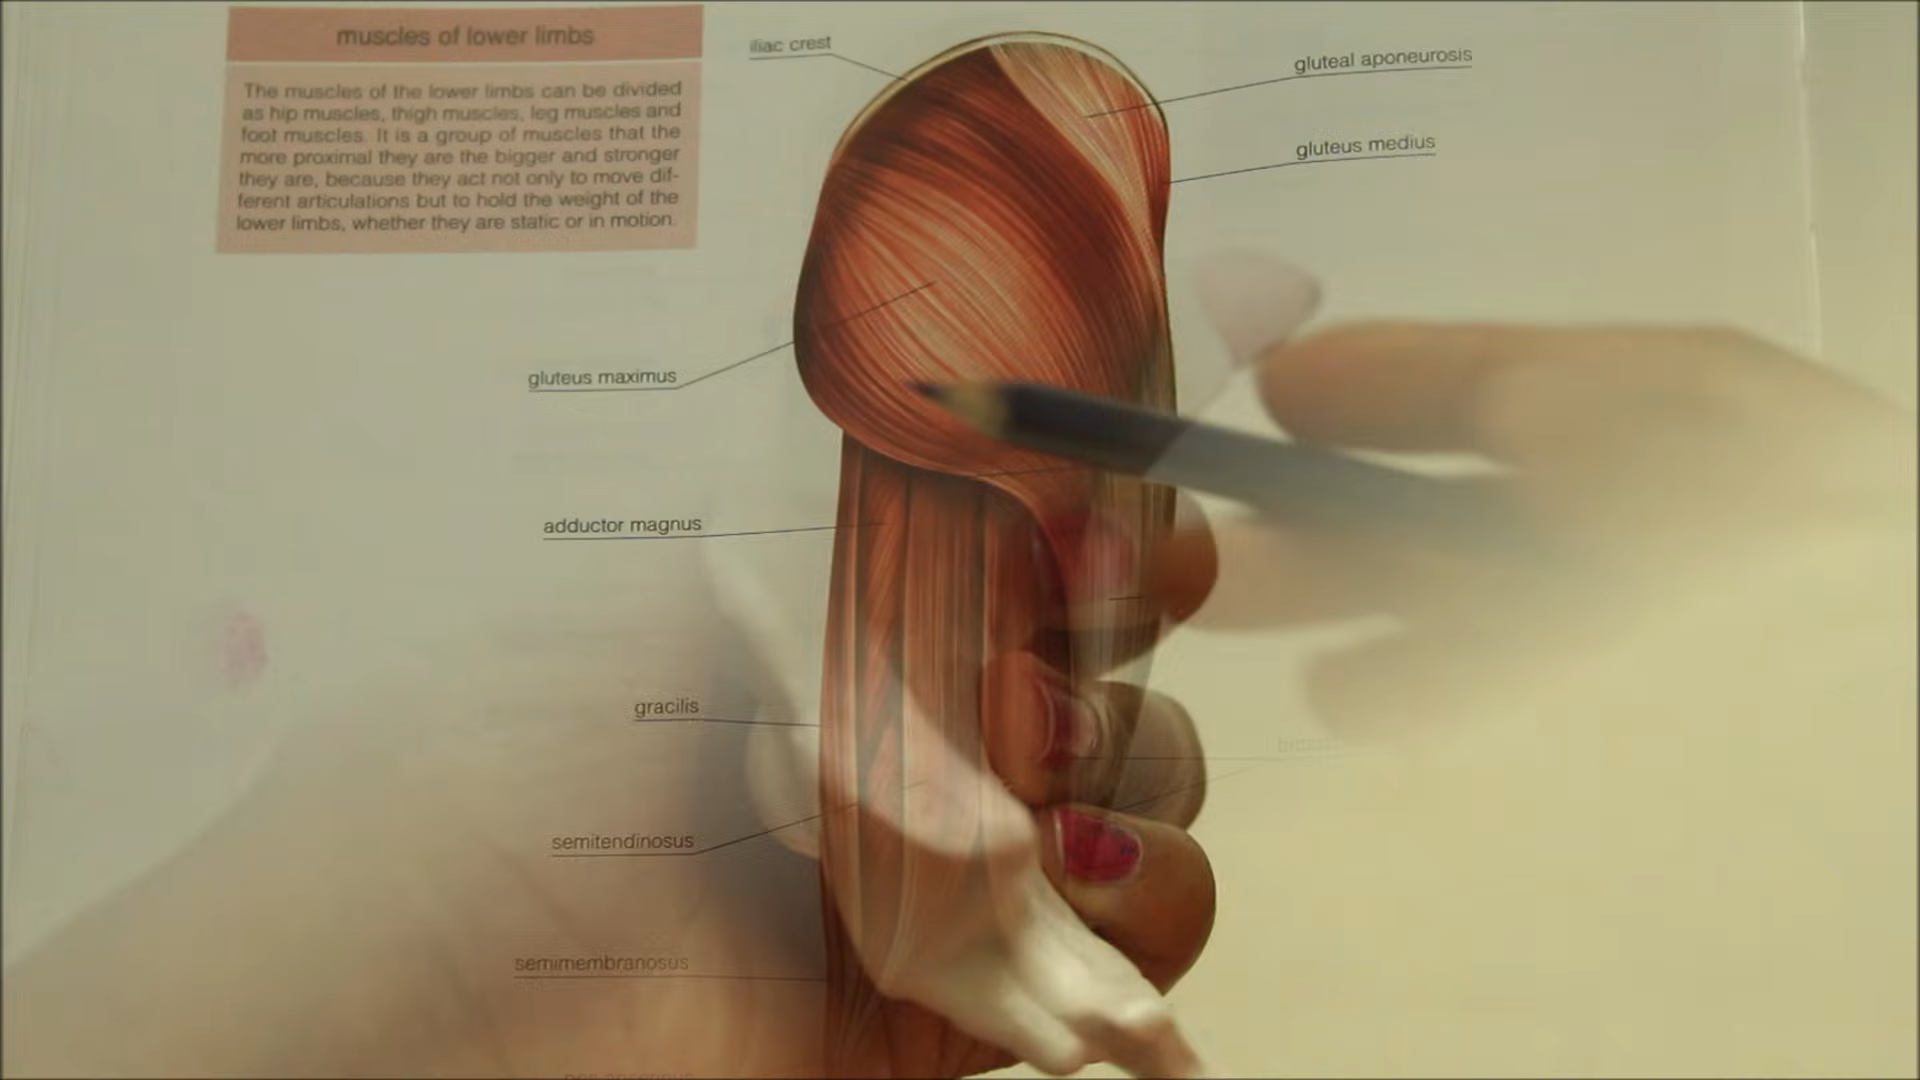 muscles of lower limbs
The muscles of the lower limbs can be divided
as hip muscles, thigh muscles, leg muscles and
foot muscles. It is a group of muscles that the
more proximal they are the bigger and stronger
they are, because they act not only to move dif-
ferent articulations but to hold the weight of the
lower limbs, whether they are static or in motion.
iliac crest
gluteal aponeurosis
gluteus medius
gluteus maximus
adductor magnus
gracilis
semitendinosus
semimembranosus